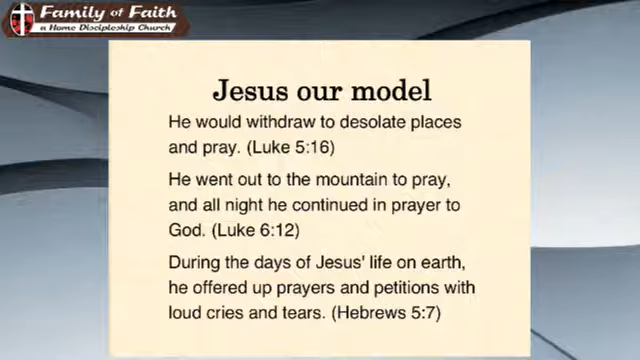 Family of Faith
a Home Discipleship Church
Jesus our model
He would withdraw to desolate places
and pray. (Luke 5:16)
He went out to the mountain to pray,
and all night he continued in prayer to
God. (Luke 6:12)
During the days of Jesus' life on earth,
he offered up prayers and petitions with
loud cries and tears. (Hebrews 5:7)